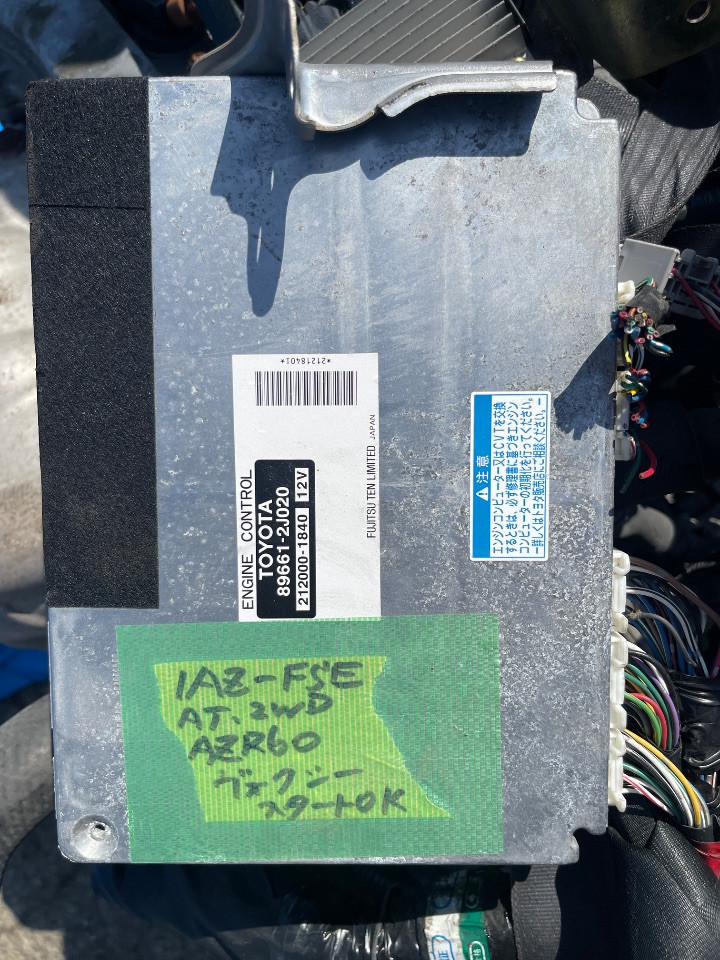 *21218401*
ENGINE CONTROL
TOYOTA
89661-2J020
212000-1840 12V
FUJITSU TEN LIMITED JAPAN
注意
エンジンコンピューター又はCVTを交換
するときは、必ず修理書に基づきエンジン
コンピューターの初期化を行ってください。
ー詳しくはトヨタ販売店にご相談ください。ー
1AZ-FSE
AT.2WD
AZR60
ヴォクシー
スタートOK